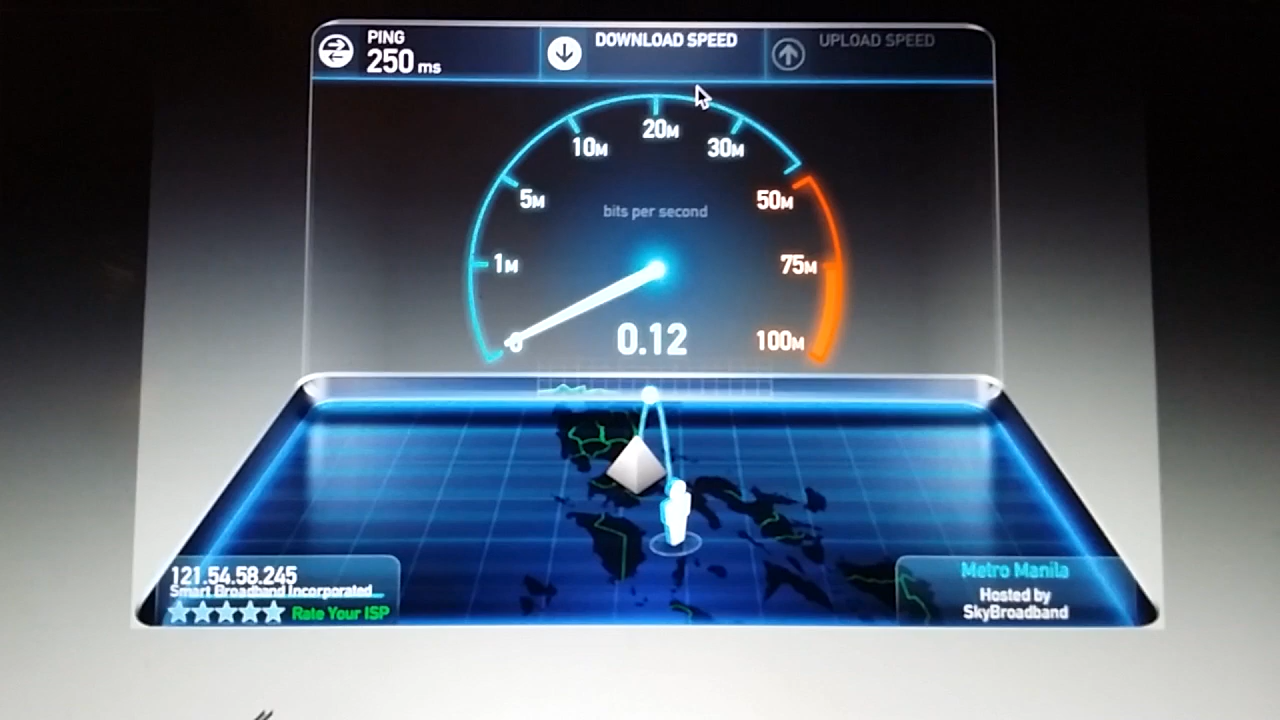 PING
250 ms
DOWNLOAD SPEED
UPLOAD SPEED
20M
10M
30M
5M
50M
bits per second
1M
75M
0
0.12
100M
121.54.58.245
Smart Broadband Incorporated
Rate Your ISP
Metro Manila
Hosted by
SkyBroadband